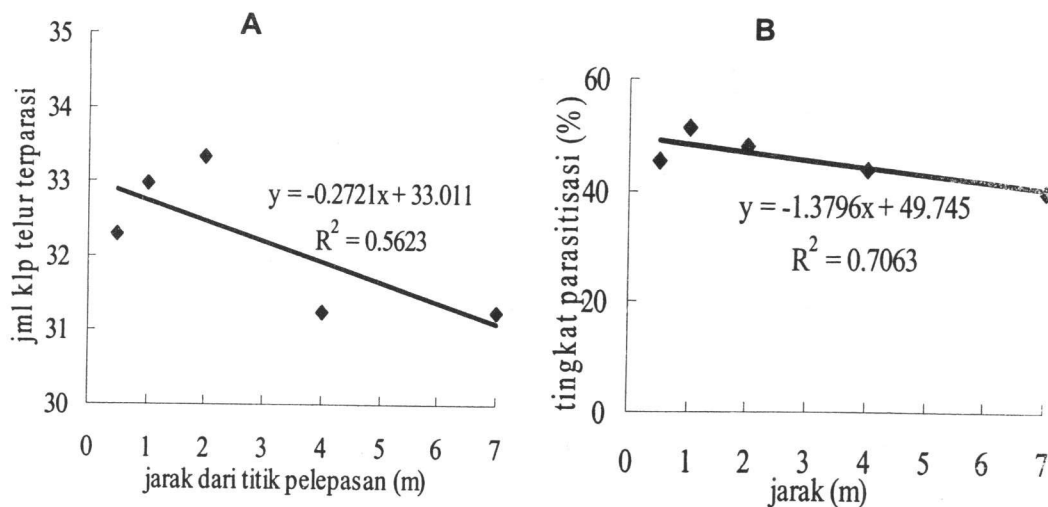 A
jml klp telur terparasi
35
34
33
32
31
30
y = -0.2721x + 33.011
R² = 0.5623
0 1 2 3 4 5 6 7
jarak dari titik pelepasan (m)
B
tingkat parasitisasi (%)
60
40
20
0
y = -1.3796x + 49.745
R² = 0.7063
0 1 2 3 4 5 6 7
jarak (m)